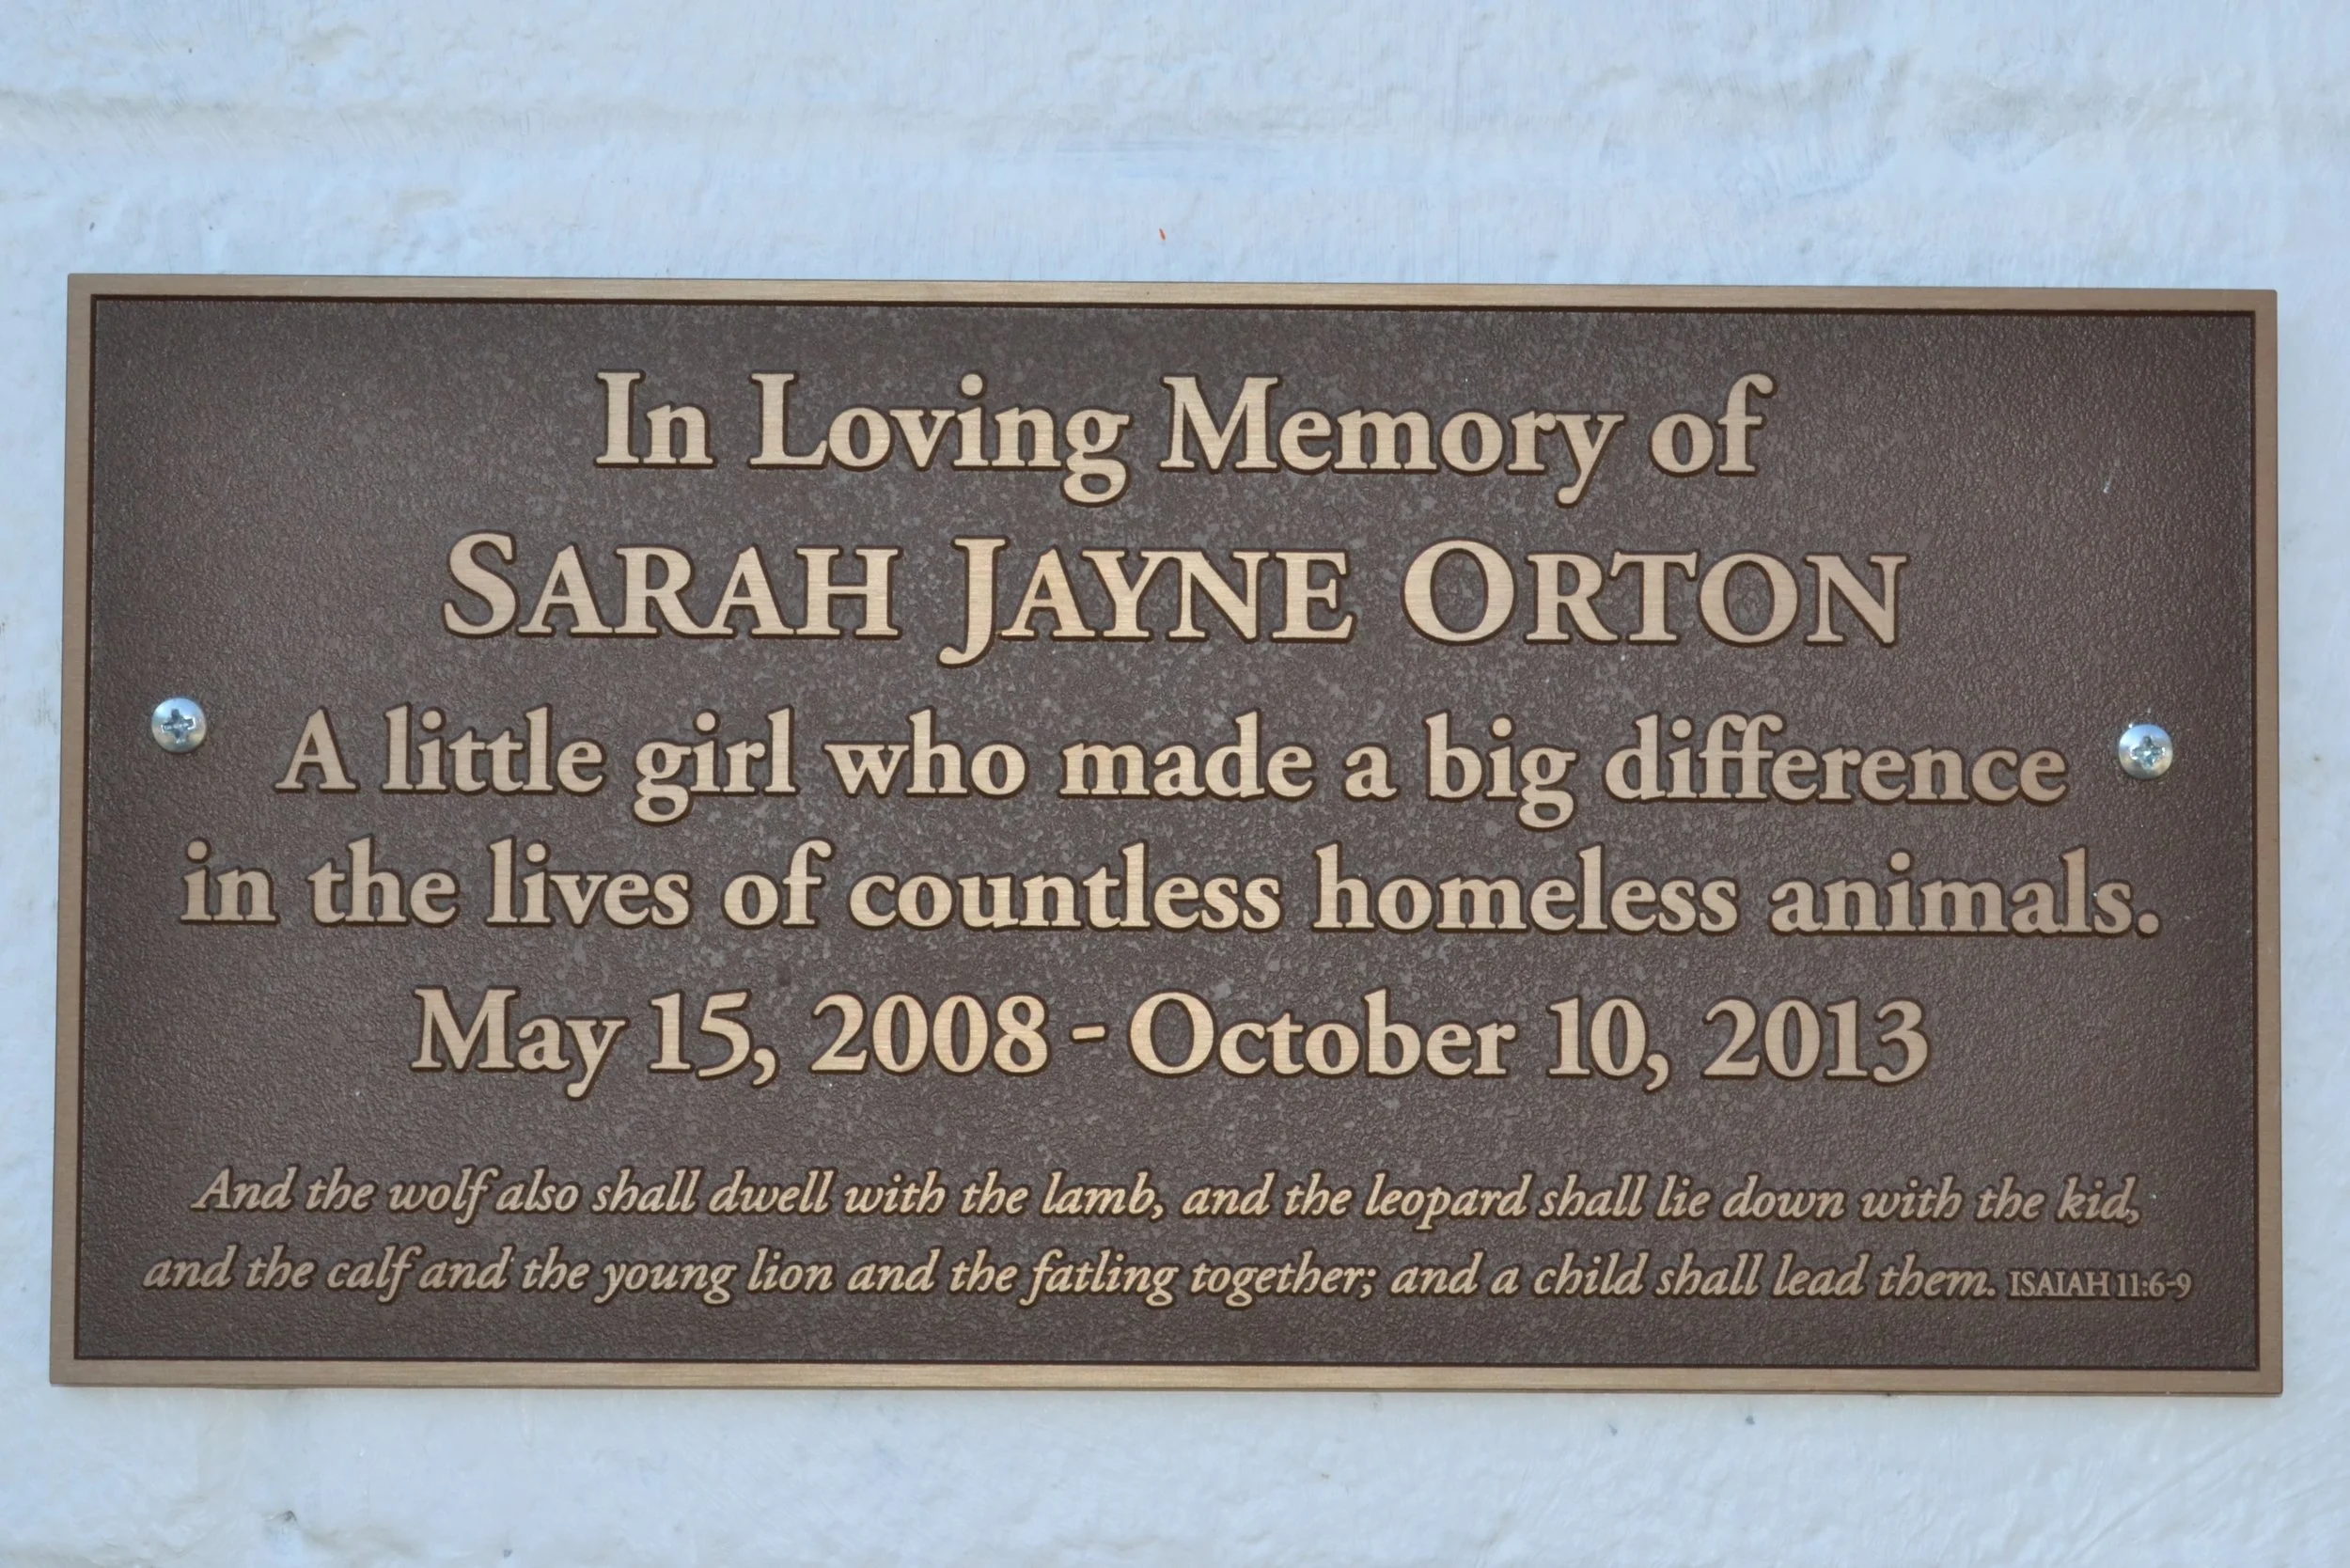 In Loving Memory of
SARAH JAYNE ORTON
A little girl who made a big difference
in the lives of countless homeless animals.
May 15, 2008 - October 10, 2013
And the wolf also shall dwell with the lamb, and the leopard shall lie down with the kid,
and the calf and the young lion and the fatling together; and a child shall lead them. ISAIAH 11:6-9